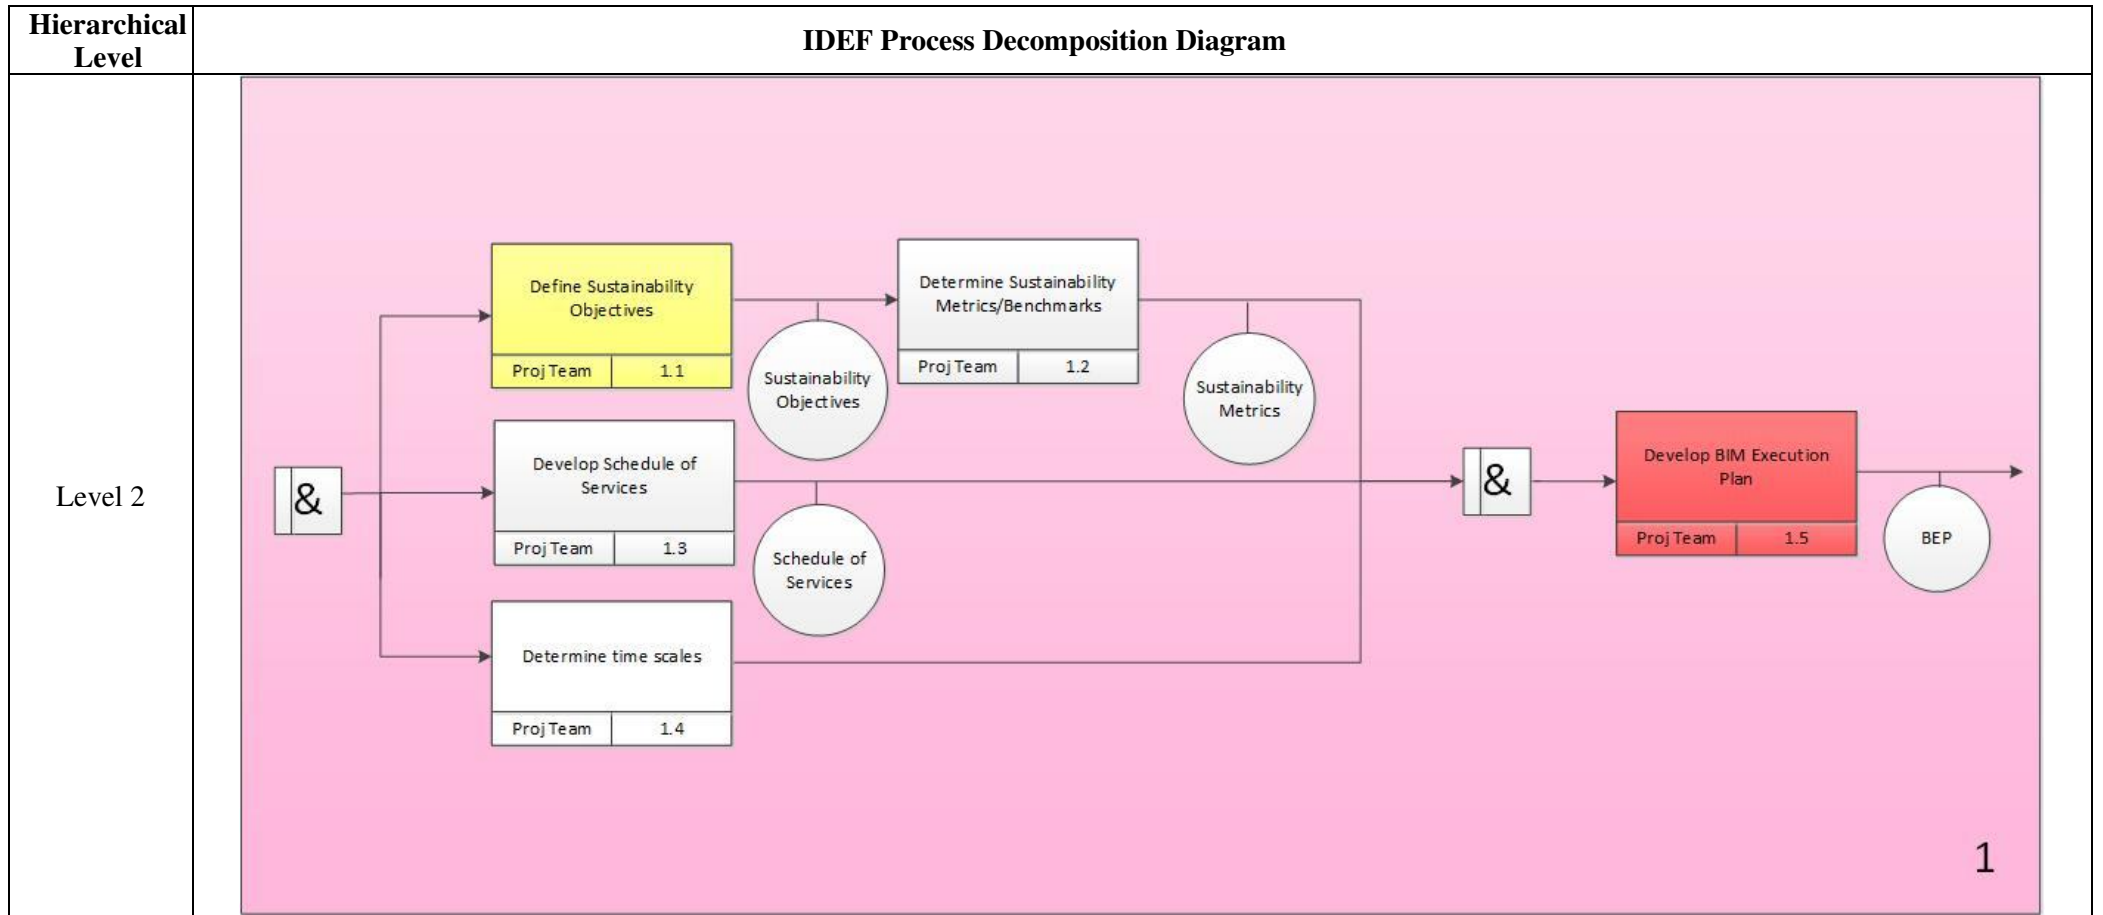 Hierarchical
Level
IDEF Process Decomposition Diagram
Level 2
Define Sustainability
Objectives
Proj Team 1.1
Sustainability
Objectives
Determine Sustainability
Metrics/Benchmarks
Proj Team 1.2
Sustainability
Metrics
&
Develop Schedule of
Services
Proj Team 1.3
Schedule of
Services
Determine time scales
Proj Team 1.4
&
Develop BIM Execution
Plan
Proj Team 1.5
BEP
1